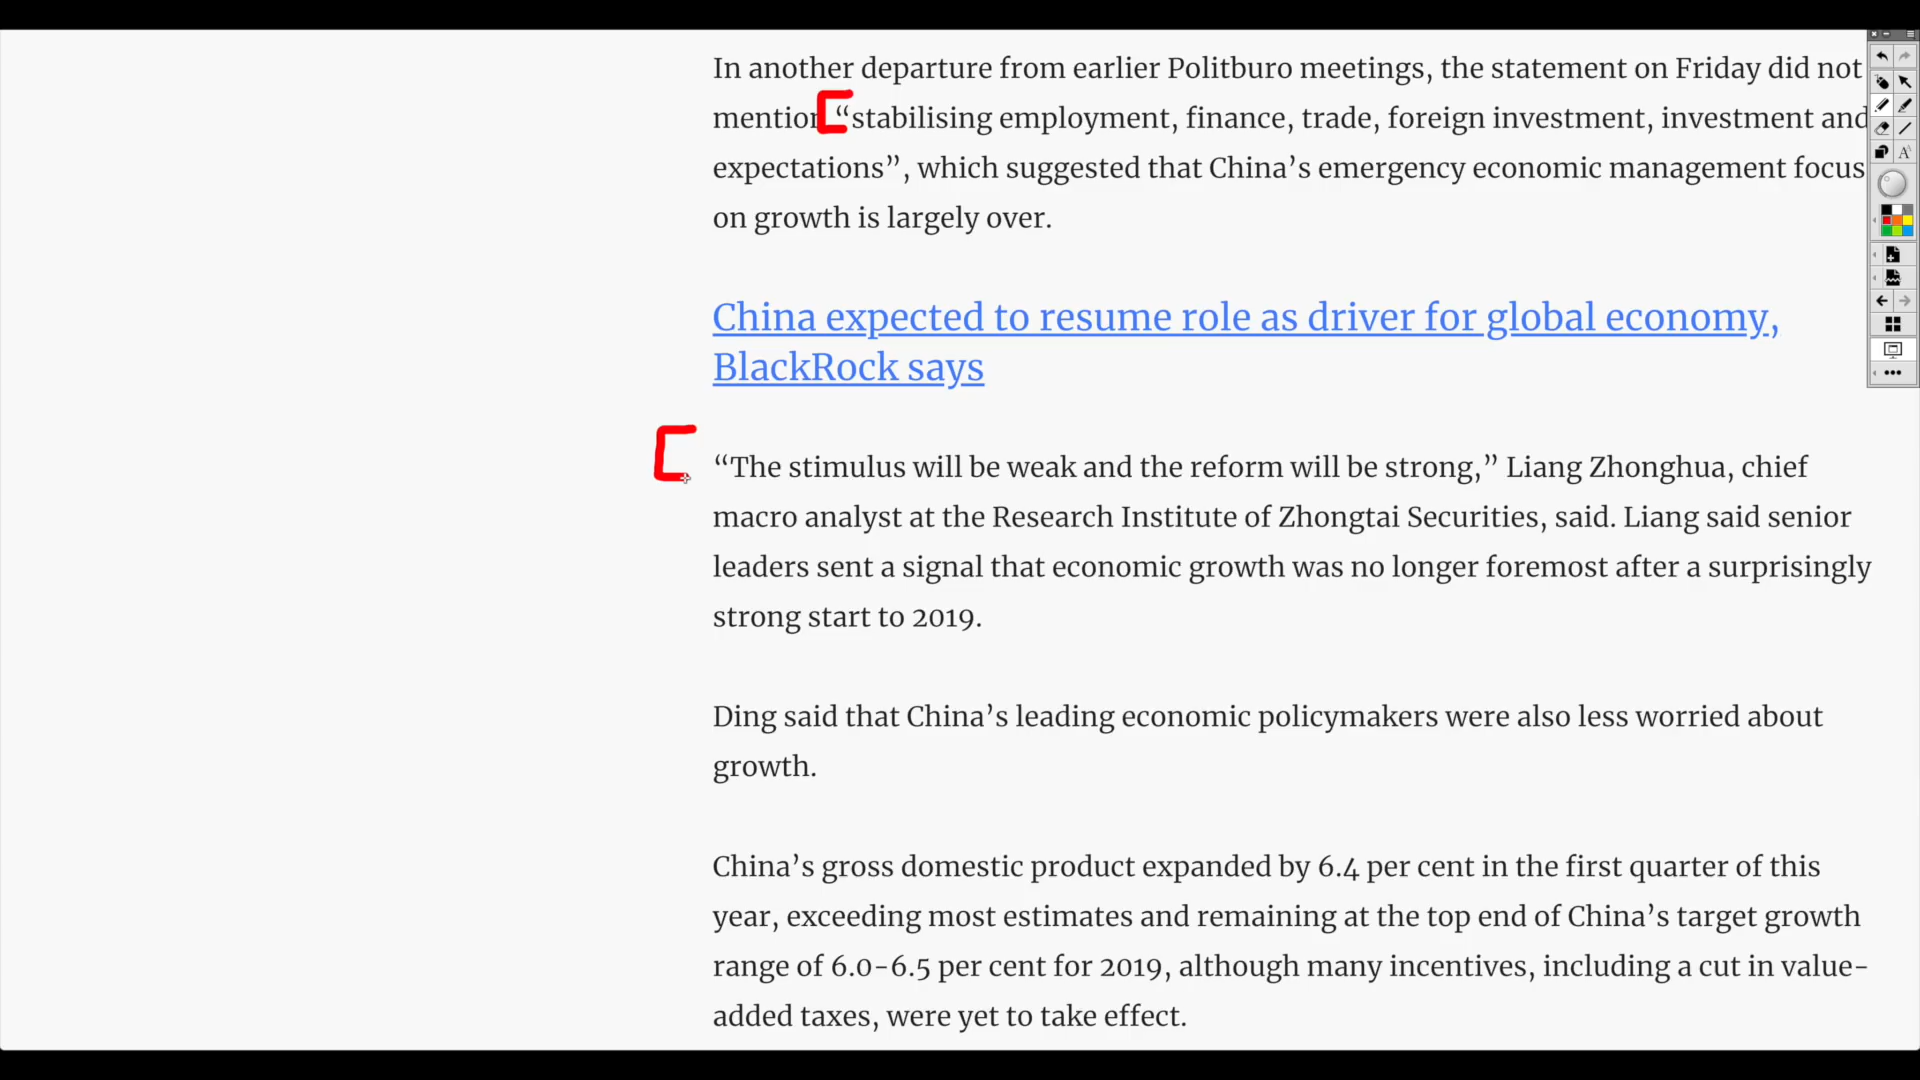 In another departure from earlier Politburo meetings, the statement on Friday did not
mention “stabilising employment, finance, trade, foreign investment, investment and
expectations”, which suggested that China’s emergency economic management focus
on growth is largely over.
China expected to resume role as driver for global economy,
BlackRock says
“The stimulus will be weak and the reform will be strong,” Liang Zhonghua, chief
macro analyst at the Research Institute of Zhongtai Securities, said. Liang said senior
leaders sent a signal that economic growth was no longer foremost after a surprisingly
strong start to 2019.
Ding said that China’s leading economic policymakers were also less worried about
growth.
China’s gross domestic product expanded by 6.4 per cent in the first quarter of this
year, exceeding most estimates and remaining at the top end of China’s target growth
range of 6.0-6.5 per cent for 2019, although many incentives, including a cut in value-
added taxes, were yet to take effect.